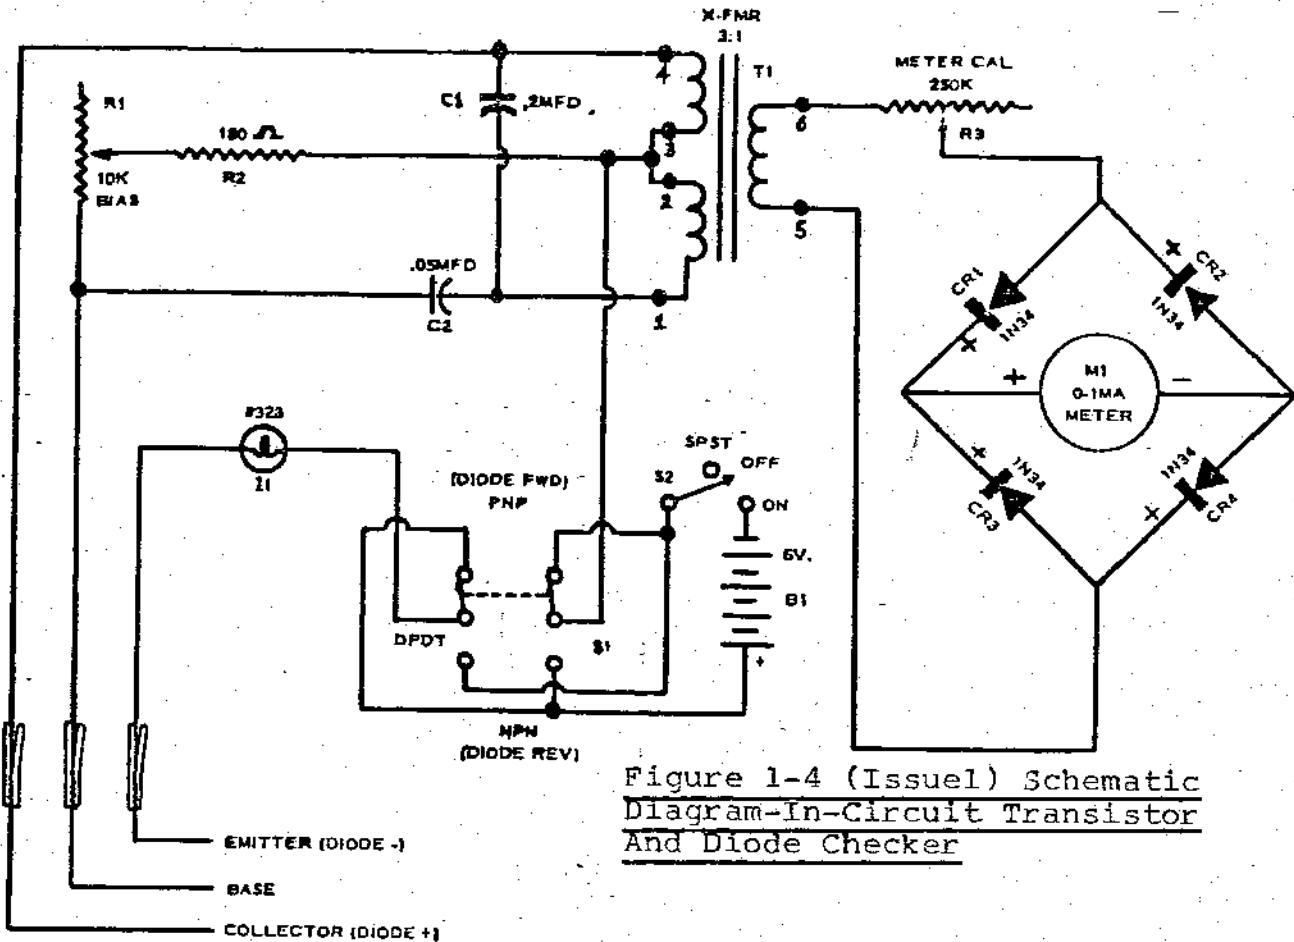 X-FMR
3:1
T1
4
3
2
1
6
5
METER CAL
250K
R3
R1
10K
BIAS
180 Ω
R2
C1
.2MFD
.05MFD
C2
CR1
1N34
+
+
CR2
1N34
+
M1
0-1MA
METER
−
+
1N34
CR3
1N34
CR4
+
#323
I1
(DIODE FWD)
PNP
SPST
OFF
S2
ON
6V.
B1
+
DPDT
S1
NPN
(DIODE REV)
EMITTER (DIODE -)
BASE
COLLECTOR (DIODE +)
Figure 1-4 (Issue1) Schematic
Diagram-In-Circuit Transistor
And Diode Checker